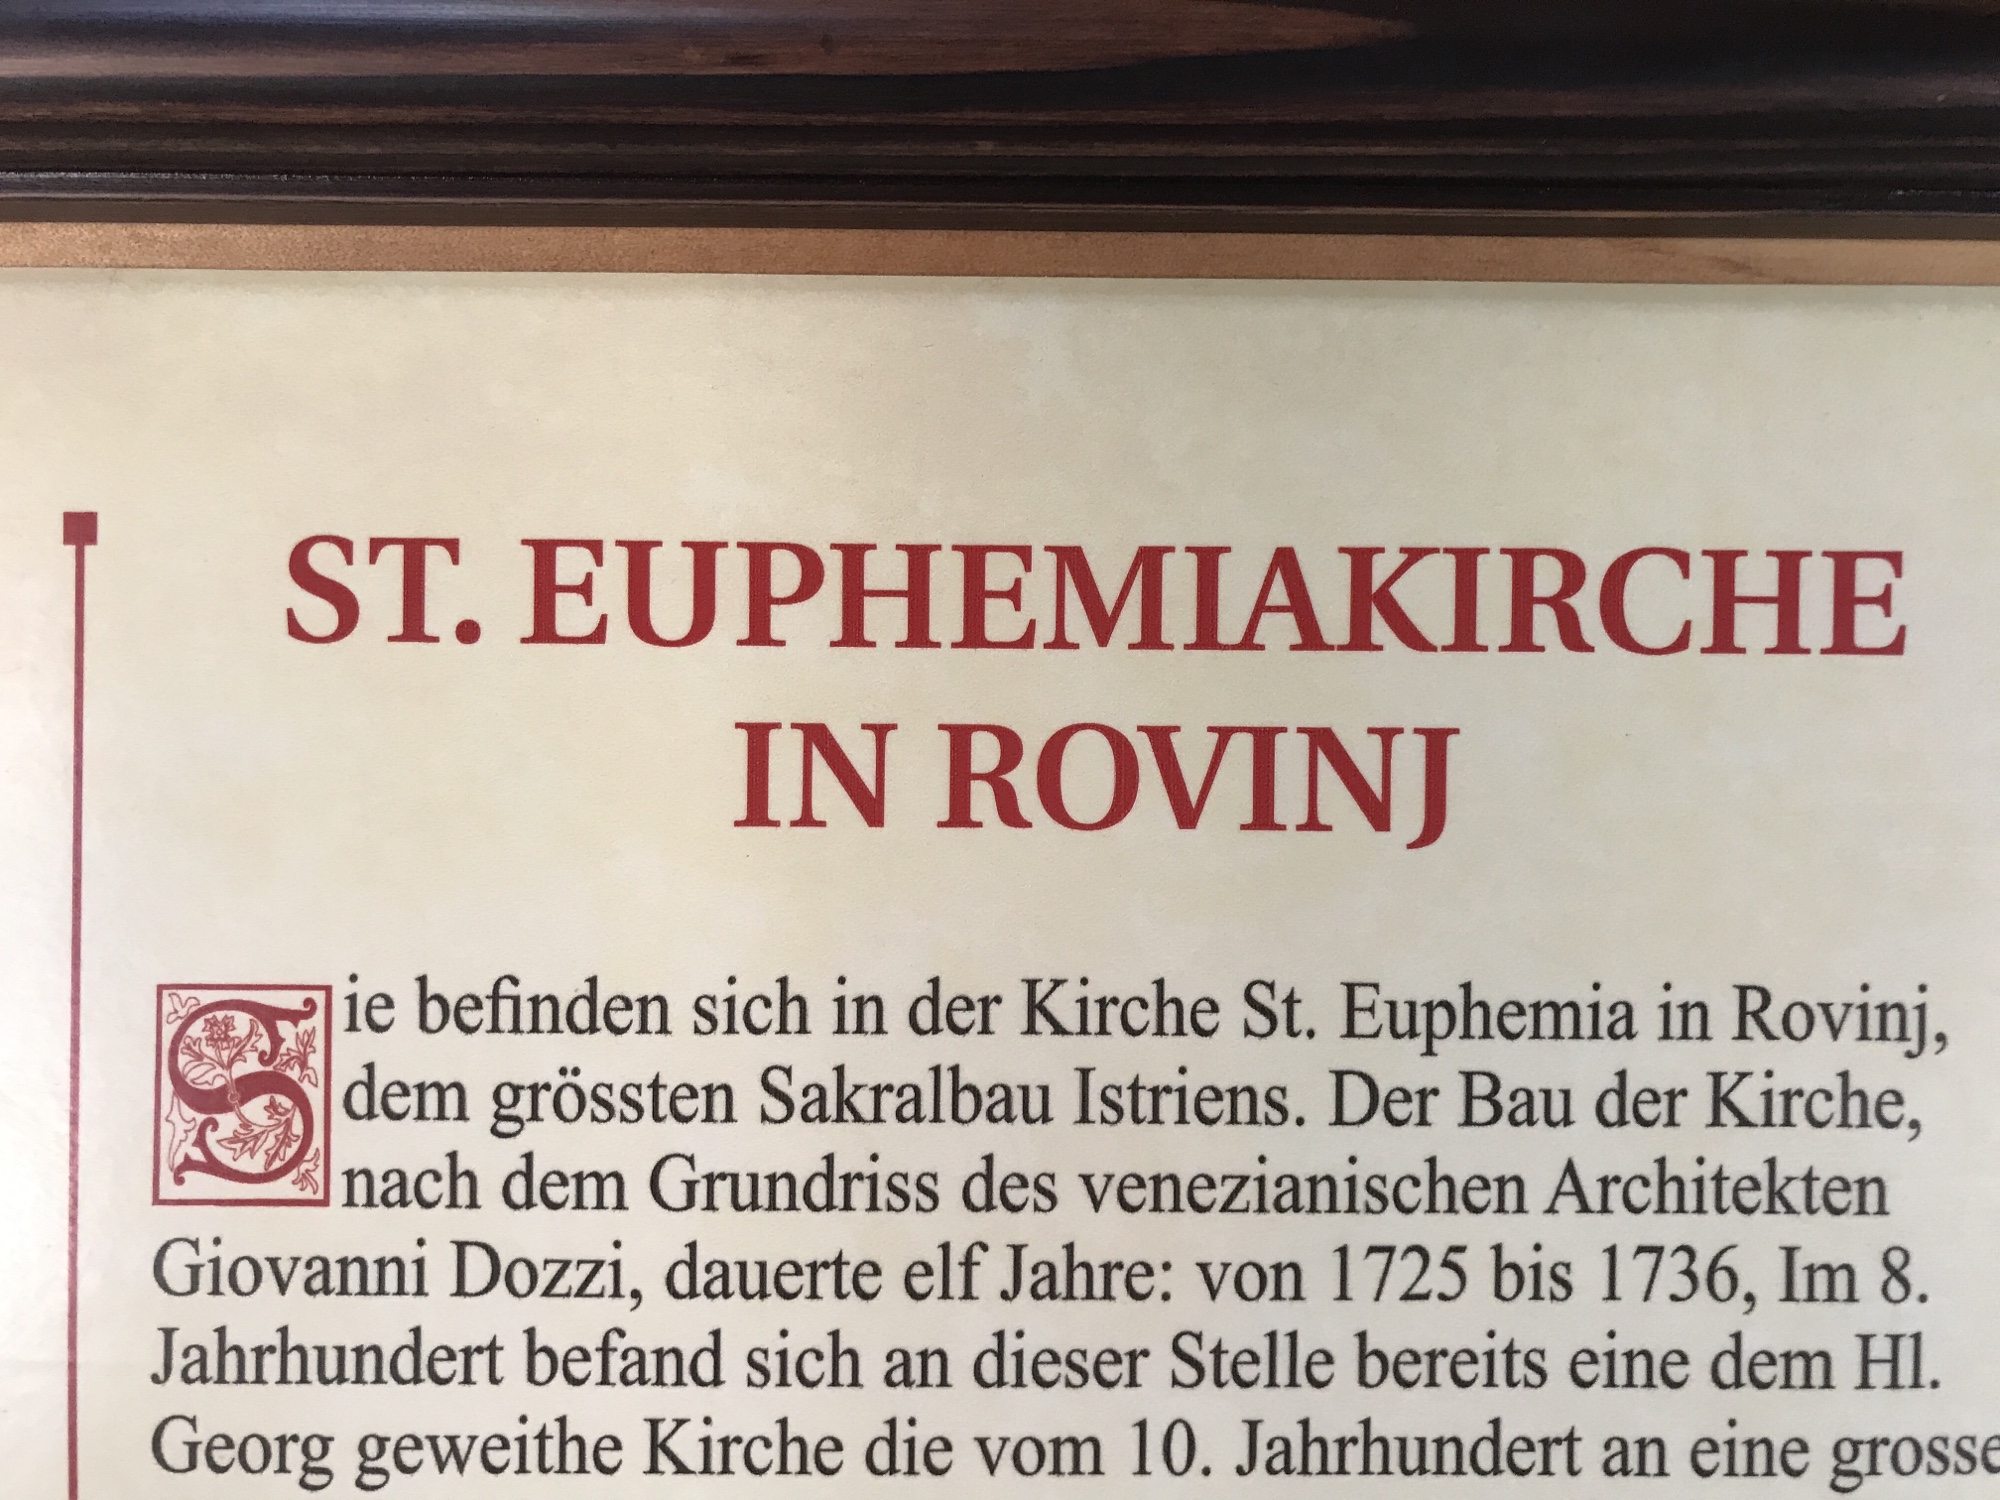 ST. EUPHEMIAKIRCHE
IN ROVINJ
Sie befinden sich in der Kirche St. Euphemia in Rovinj,
dem grössten Sakralbau Istriens. Der Bau der Kirche,
nach dem Grundriss des venezianischen Architekten
Giovanni Dozzi, dauerte elf Jahre: von 1725 bis 1736, Im 8.
Jahrhundert befand sich an dieser Stelle bereits eine dem Hl.
Georg geweithe Kirche die vom 10. Jahrhundert an eine grosse